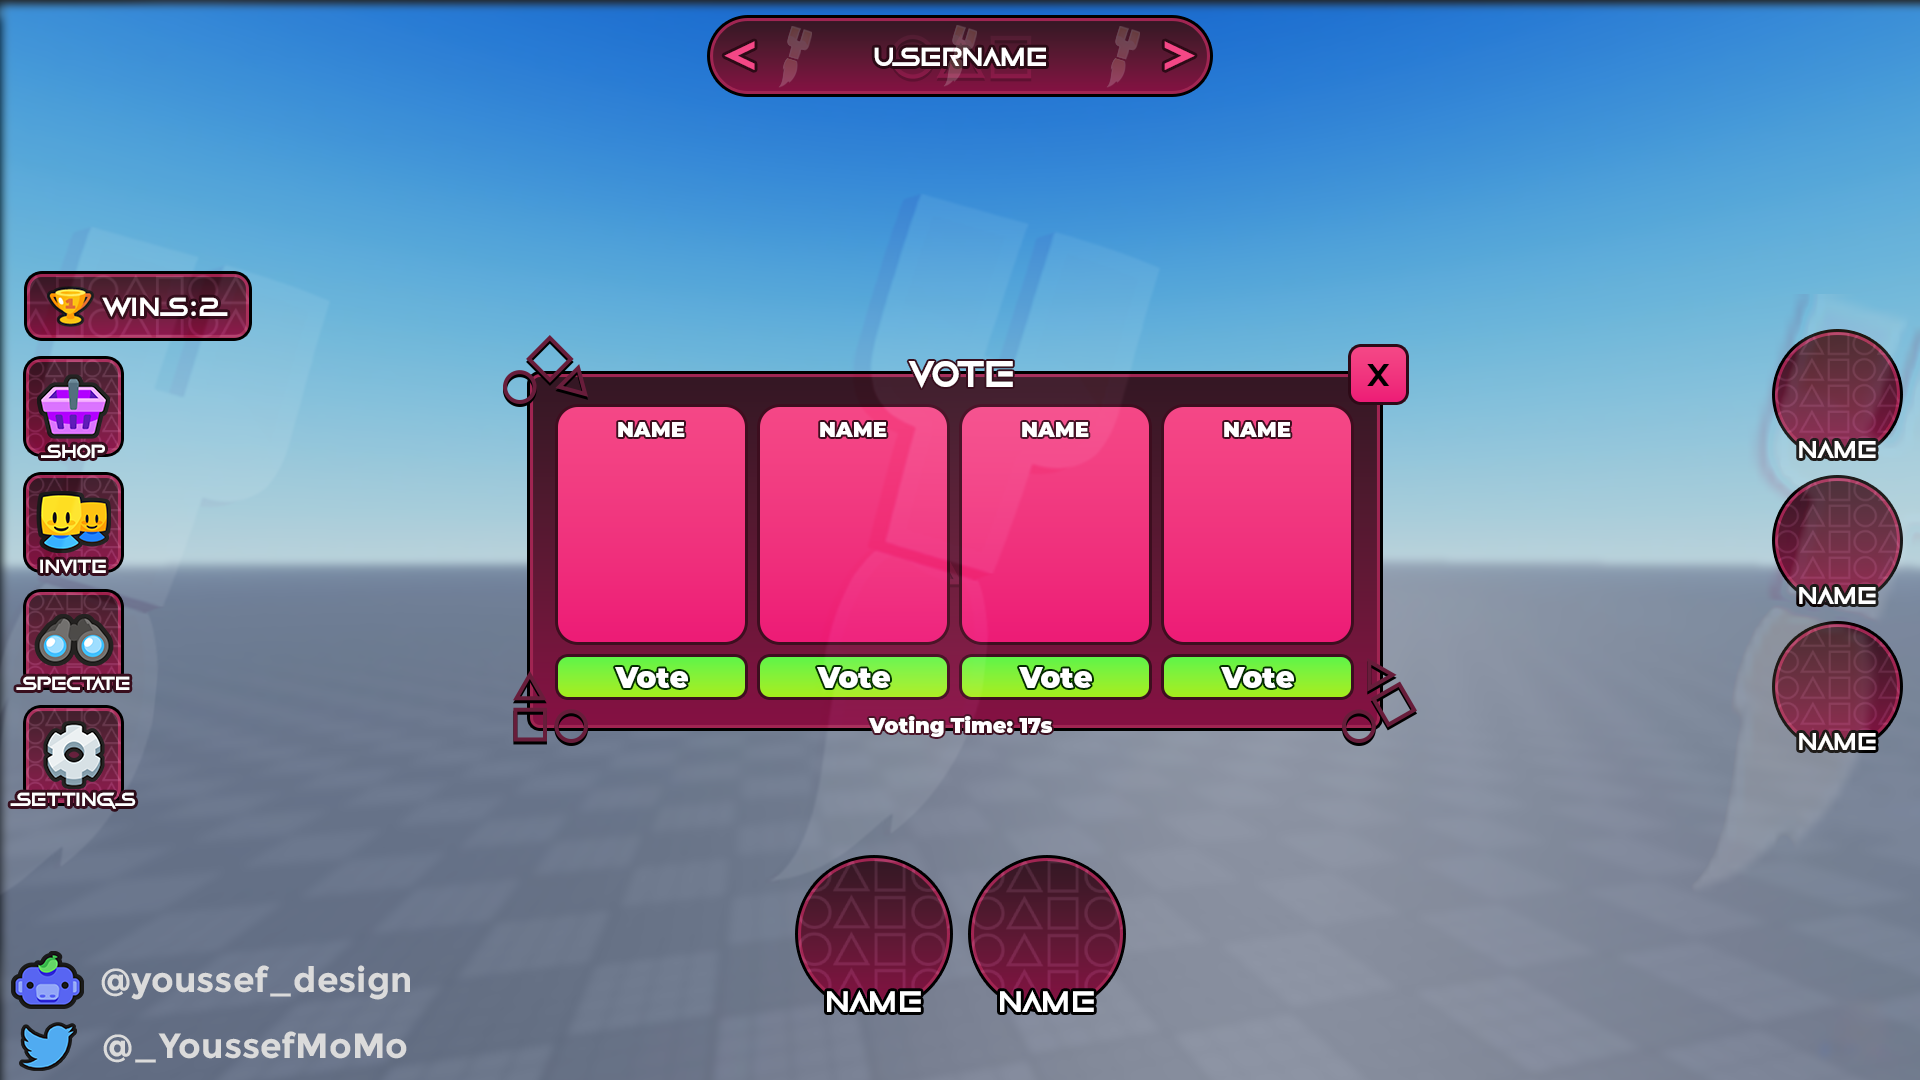 USERNAME
WINS:2
SHOP
INVITE
SPECTATE
SETTINGS
VOTE
X
NAME NAME NAME NAME
Vote Vote Vote Vote
Voting Time: 17s
NAME
NAME
NAME
NAME NAME
@youssef_design
@_YoussefMoMo